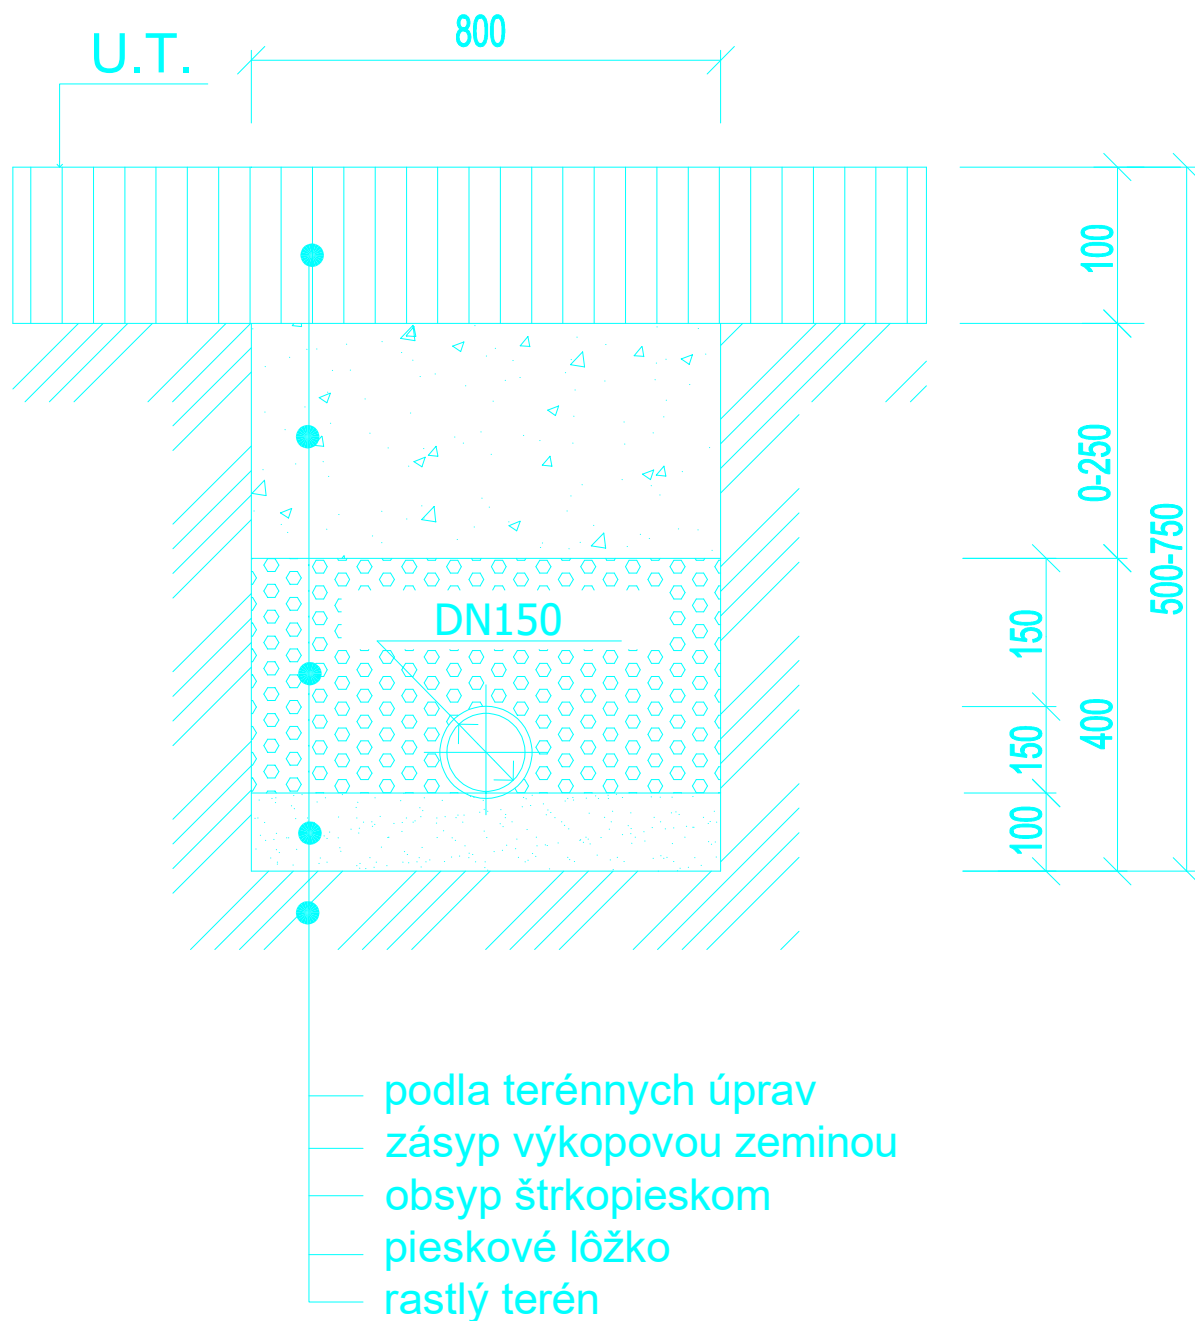 800
U.T.
100
0-250
500-750
150
DN150
400
150
100
podla terénnych úprav
zásyp výkopovou zeminou
obsyp štrkopieskom
pieskové lôžko
rastlý terén